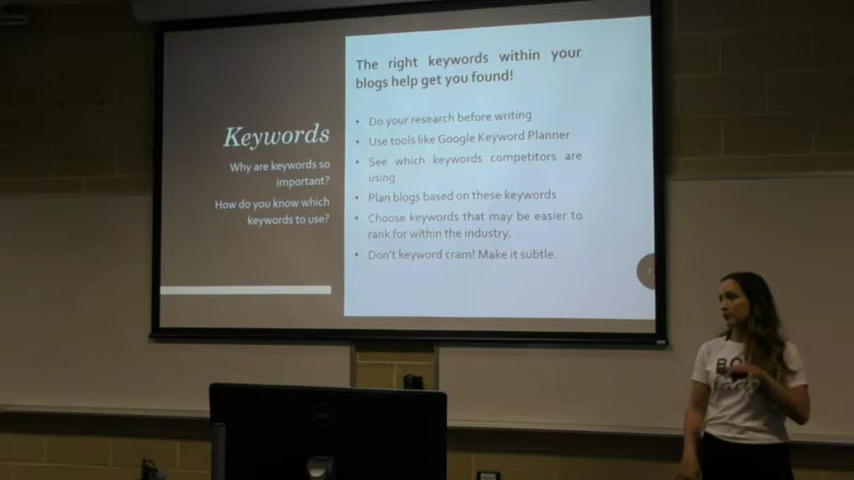 Keywords
Why are keywords so
important?
How do you know which
keywords to use?
The right keywords within your
blogs help get you found!
• Do your research before writing
• Use tools like Google Keyword Planner
• See which keywords competitors are
using
• Plan blogs based on these keywords
• Choose keywords that may be easier to
rank for within the industry.
• Don't keyword cram! Make it subtle.